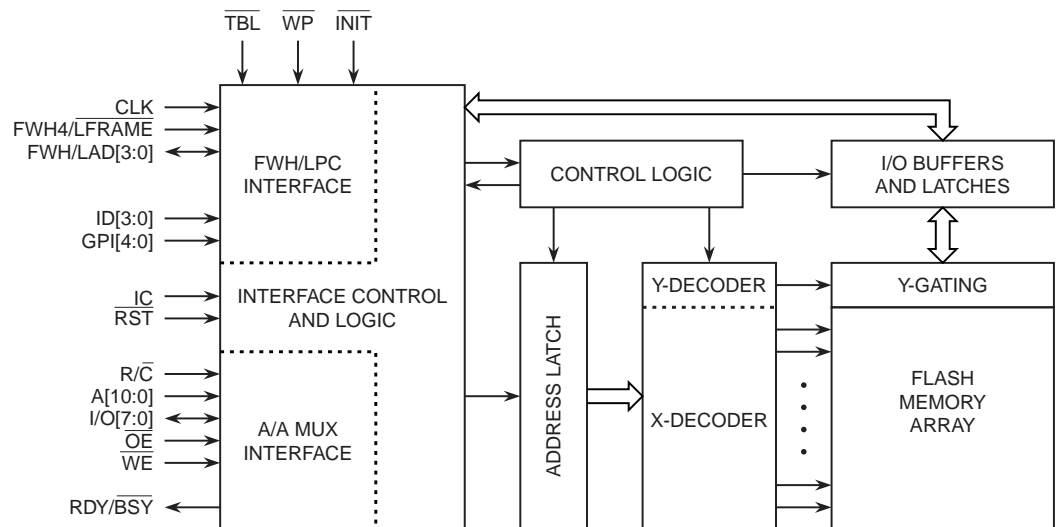 TBL WP INIT
CLK
FWH4/LFRAME
FWH/LAD[3:0]
ID[3:0]
GPI[4:0]
IC
RST
R/C
A[10:0]
I/O[7:0]
OE
WE
RDY/BSY
FWH/LPC
INTERFACE
INTERFACE CONTROL
AND LOGIC
A/A MUX
INTERFACE
CONTROL LOGIC
I/O BUFFERS
AND LATCHES
ADDRESS LATCH
Y-DECODER
X-DECODER
Y-GATING
FLASH
MEMORY
ARRAY